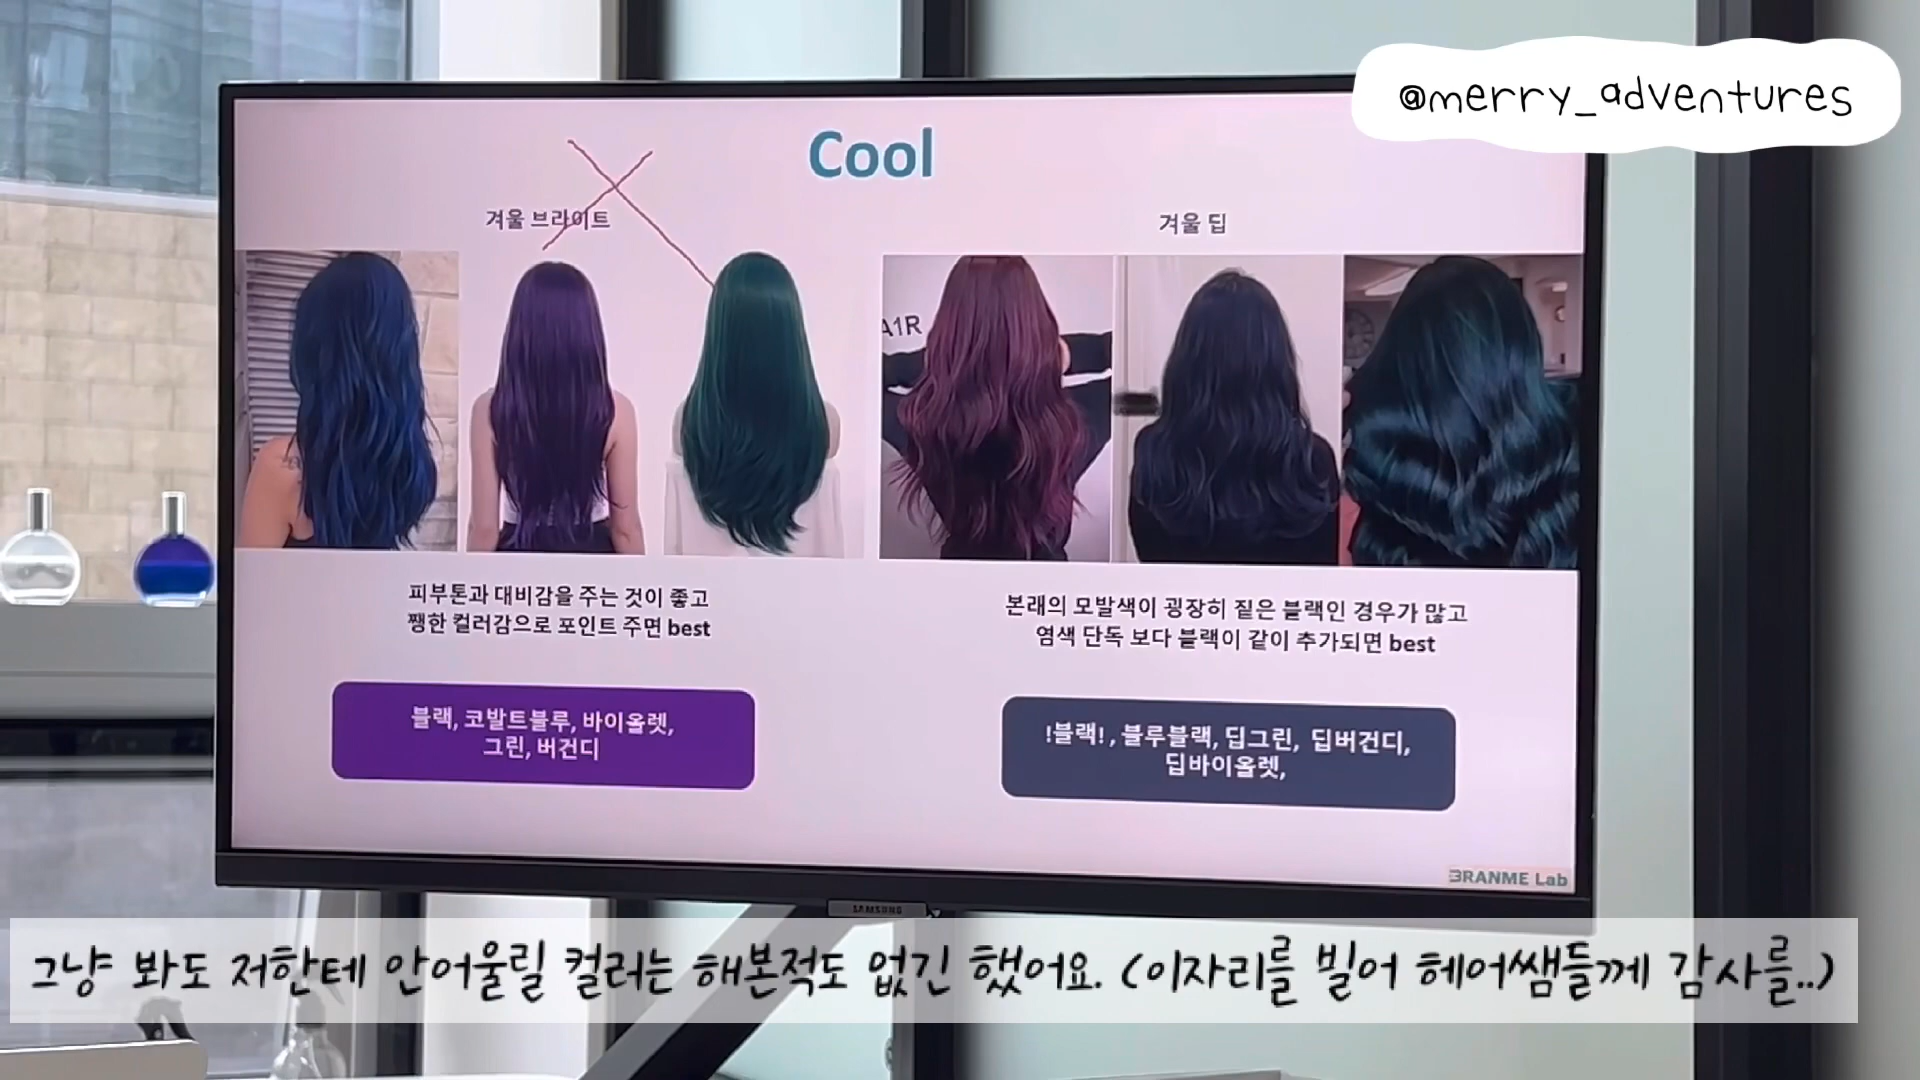 @merry_adventures
Cool
겨울 브라이트
겨울 딥
A1R
피부톤과 대비감을 주는 것이 좋고
쨍한 컬러감으로 포인트 주면 best
본래의 모발색이 굉장히 짙은 블랙인 경우가 많고
염색 단독 보다 블랙이 같이 추가되면 best
블랙, 코발트블루, 바이올렛,
그린, 버건디
!블랙! , 블루블랙, 딥그린, 딥버건디,
딥바이올렛,
BRANME Lab
SAMSUNG
그냥 봐도 저한테 안어울릴 컬러는 해본적도 없긴 했어요. (이자리를 빌어 헤어쌤들께 감사를..)